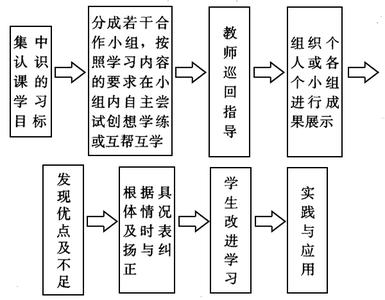 集中
认识
课的
学习
目标
分成若干合
作小组，按
照学习内容
的要求在小
组内自主尝
试创想学练
或互帮互学
教师巡回指导
组织个
人或各
个小组
进行成
果展示
发现优点及不足
根据具
体情况
及时表
扬与纠
正
学生改进学习
实践与应用